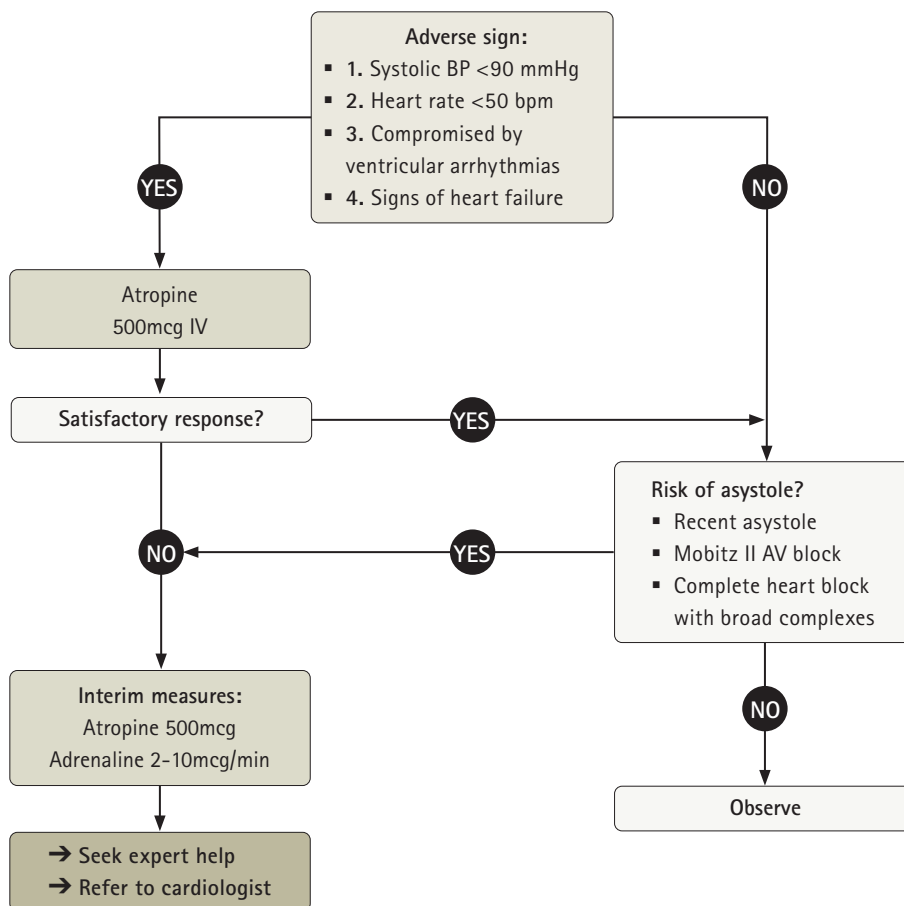 Adverse sign:
▪ 1. Systolic BP <90 mmHg
▪ 2. Heart rate <50 bpm
▪ 3. Compromised by
ventricular arrhythmias
▪ 4. Signs of heart failure
YES
NO
Atropine
500mcg IV
Satisfactory response?
YES
Risk of asystole?
▪ Recent asystole
▪ Mobitz II AV block
▪ Complete heart block
with broad complexes
NO
YES
Interim measures:
Atropine 500mcg
Adrenaline 2-10mcg/min
NO
Observe
➔ Seek expert help
➔ Refer to cardiologist